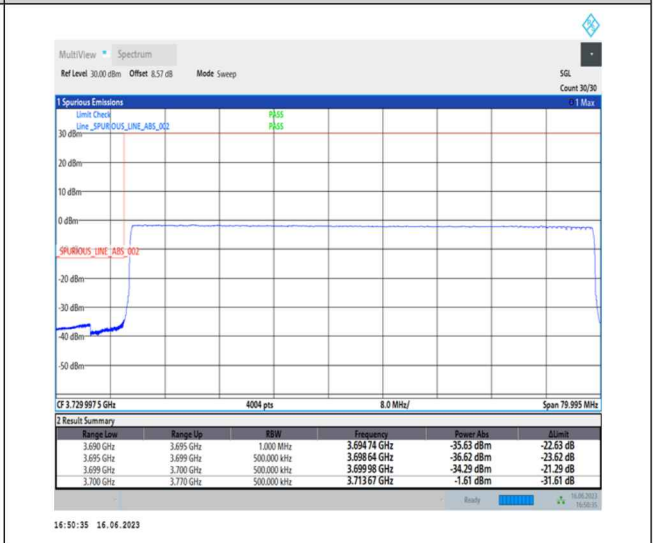 MultiView Spectrum
Ref Level 30.00 dBm Offset 8.57 dB Mode Sweep SGL
Count 30/30
1 Spurious Emissions 1 Max
Limit Check PASS
Line _SPURIOUS_LINE_ABS_002 PASS
30 dBm
20 dBm
10 dBm
0 dBm
_SPURIOUS_LINE_ABS_002
-20 dBm
-30 dBm
-40 dBm
-50 dBm
CF 3.729 997 5 GHz 4004 pts 8.0 MHz/ Span 79.995 MHz
2 Result Summary
Range Low Range Up RBW Frequency Power Abs ΔLimit
3.690 GHz 3.695 GHz 1.000 MHz 3.694 74 GHz -35.63 dBm -22.63 dB
3.695 GHz 3.699 GHz 500.000 kHz 3.698 64 GHz -36.62 dBm -23.62 dB
3.699 GHz 3.700 GHz 500.000 kHz 3.699 98 GHz -34.29 dBm -21.29 dB
3.700 GHz 3.770 GHz 500.000 kHz 3.713 67 GHz -1.61 dBm -31.61 dB
Ready 16.06.2023
16:50:35
16:50:35 16.06.2023